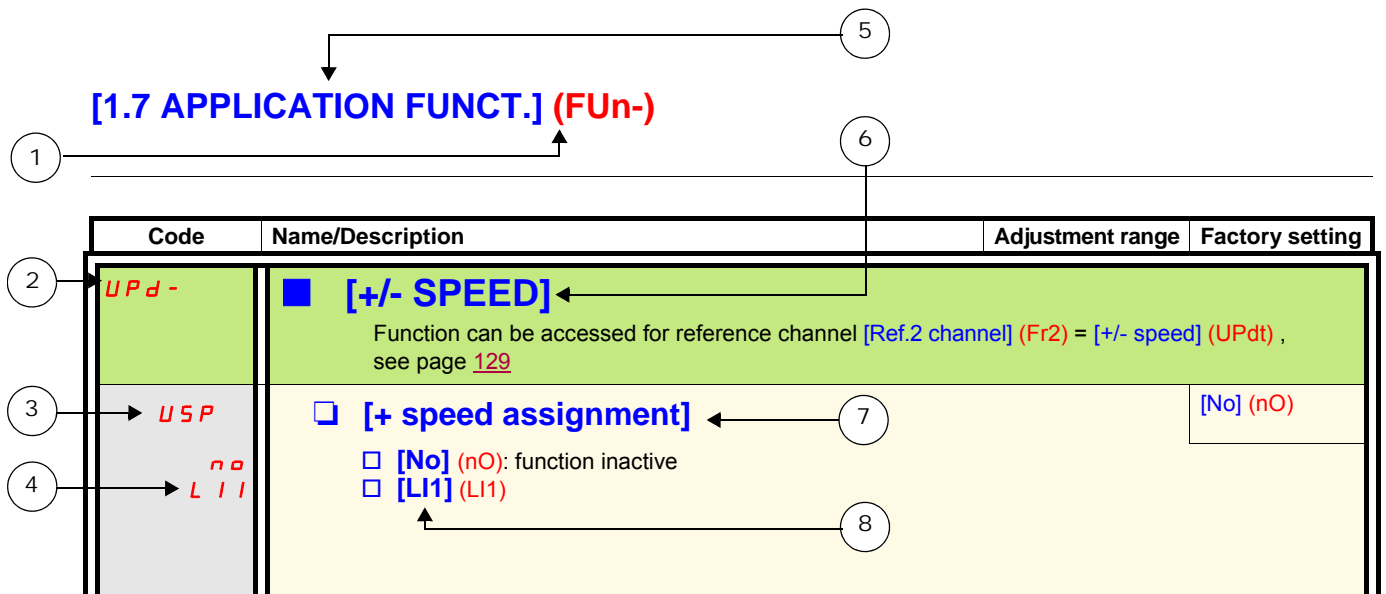 5
[1.7 APPLICATION FUNCT.] (FUn-)
6
1
Code Name/Description Adjustment range Factory setting
2
UPd- [+/- SPEED]
Function can be accessed for reference channel [Ref.2 channel] (Fr2) = [+/- speed] (UPdt) ,
see page 129
3 USP [+ speed assignment] 7 [No] (nO)
no [No] (nO): function inactive
4 LI1 [LI1] (LI1)
8